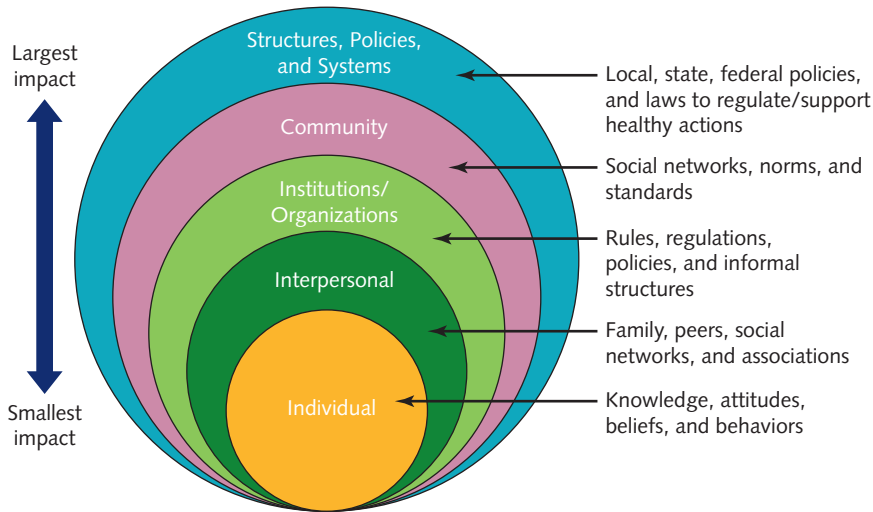 Largest
impact
Smallest
impact
Structures, Policies,
and Systems
Community
Institutions/
Organizations
Interpersonal
Individual
Local, state, federal policies,
and laws to regulate/support
healthy actions
Social networks, norms, and
standards
Rules, regulations,
policies, and informal
structures
Family, peers, social
networks, and associations
Knowledge, attitudes,
beliefs, and behaviors